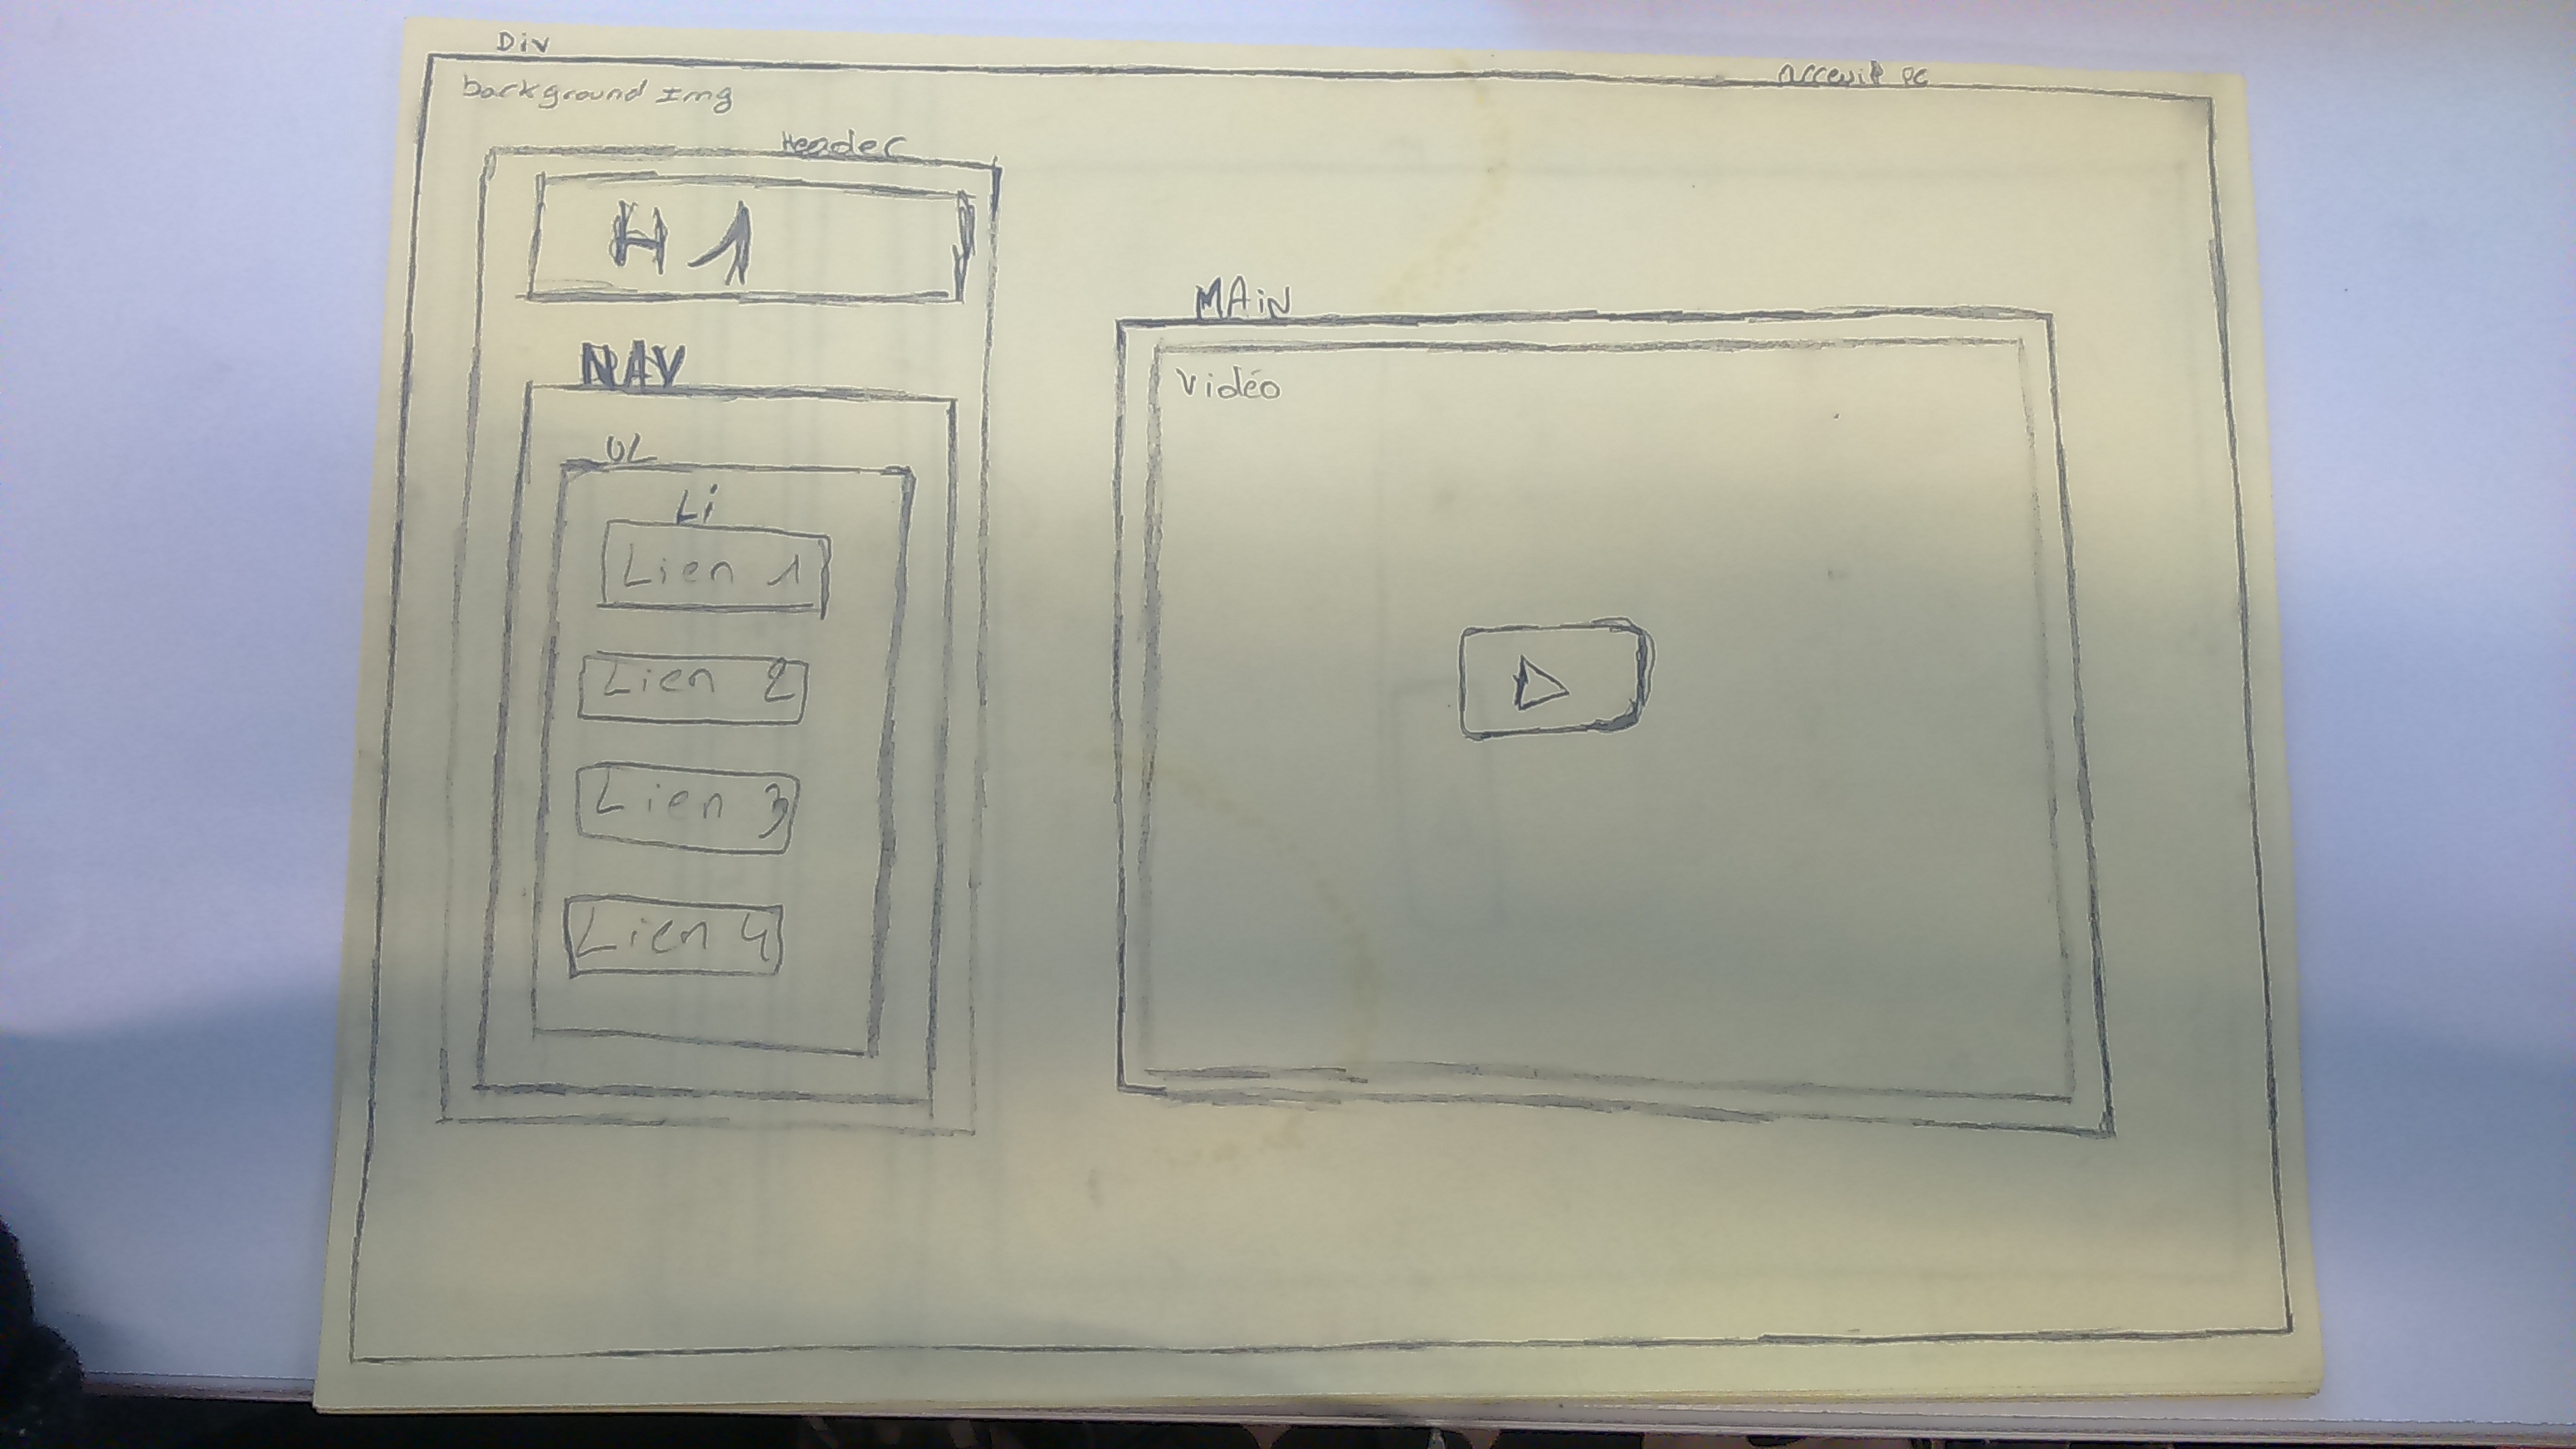 Div
Acceuil PC
background Img
Header
H1
NAV
UL
Li
Lien 1
Lien 2
Lien 3
Lien 4
MAiN
Vidéo